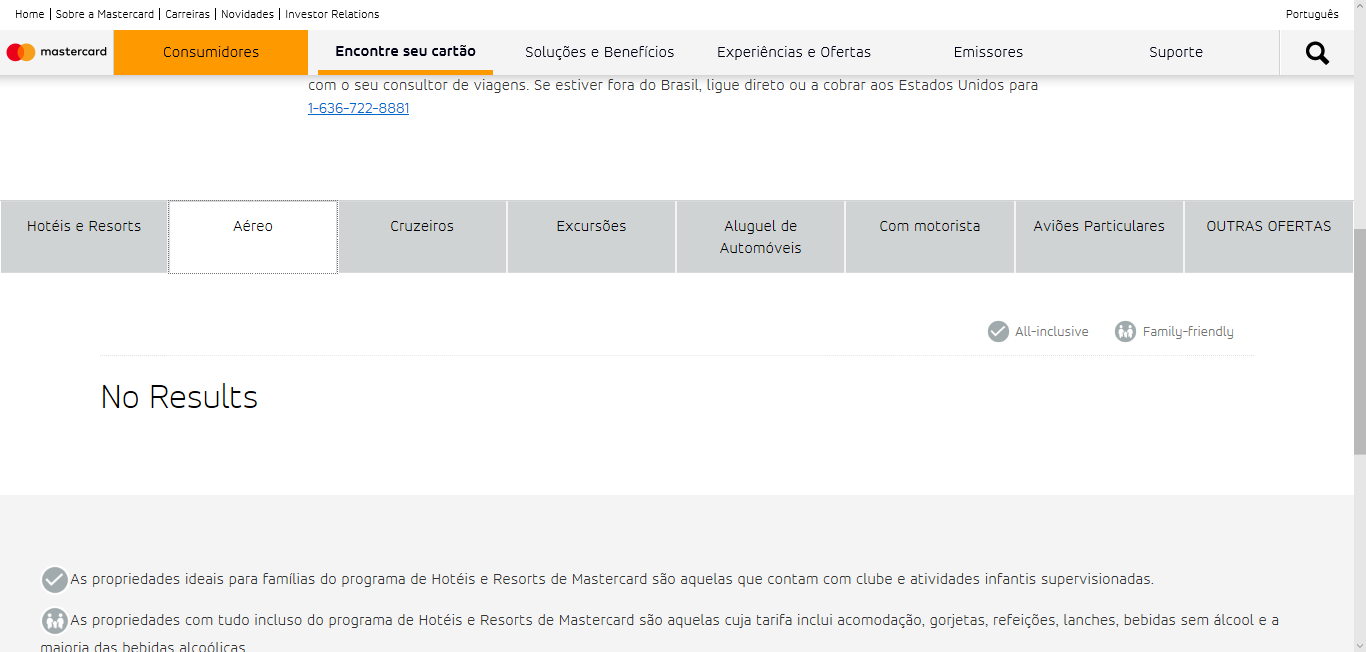 Home | Sobre a Mastercard | Carreiras | Novidades | Investor Relations
Português
mastercard
Consumidores
Encontre seu cartão
Soluções e Benefícios
Experiências e Ofertas
Emissores
Suporte
com o seu consultor de viagens. Se estiver fora do Brasil, ligue direto ou a cobrar aos Estados Unidos para
1-636-722-8881
Hotéis e Resorts
Aéreo
Cruzeiros
Excursões
Aluguel de
Automóveis
Com motorista
Aviões Particulares
OUTRAS OFERTAS
All-inclusive
Family-friendly
No Results
As propriedades ideais para famílias do programa de Hotéis e Resorts de Mastercard são aquelas que contam com clube e atividades infantis supervisionadas.
As propriedades com tudo incluso do programa de Hotéis e Resorts de Mastercard são aquelas cuja tarifa inclui acomodação, gorjetas, refeições, lanches, bebidas sem álcool e a
maioria das bebidas alcoólicas